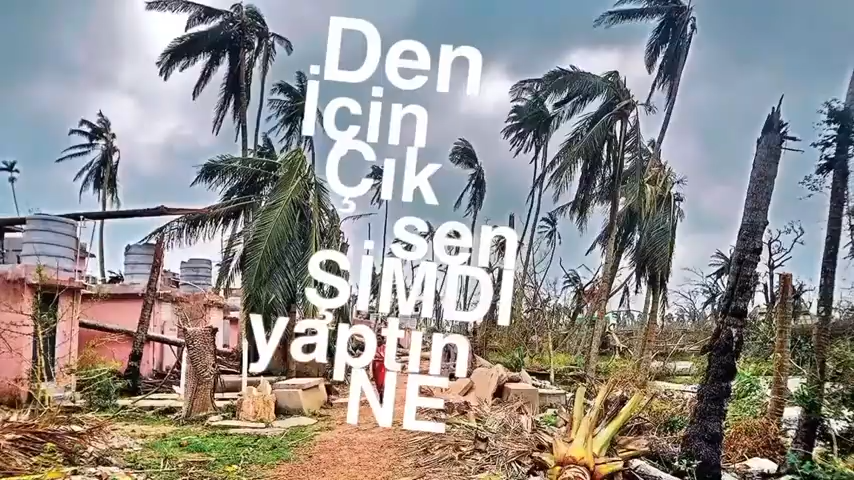 Den
İçin
Çık
sen
ŞİMDİ
yaptın
NE